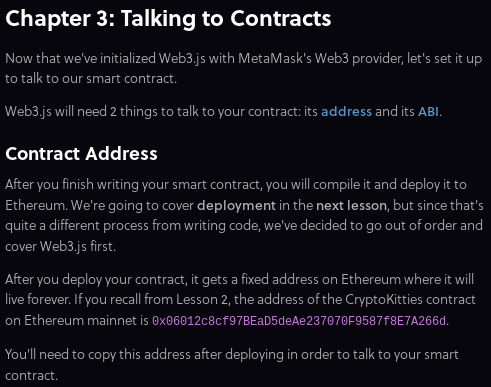 Chapter 3: Talking to Contracts
Now that we've initialized Web3.js with MetaMask's Web3 provider, let's set it up
to talk to our smart contract.
Web3.js will need 2 things to talk to your contract: its address and its ABI.
Contract Address
After you finish writing your smart contract, you will compile it and deploy it to
Ethereum. We're going to cover deployment in the next lesson, but since that's
quite a different process from writing code, we've decided to go out of order and
cover Web3.js first.
After you deploy your contract, it gets a fixed address on Ethereum where it will
live forever. If you recall from Lesson 2, the address of the CryptoKitties contract
on Ethereum mainnet is 0x06012c8cf97BEaD5deAe237070F9587f8E7A266d.
You'll need to copy this address after deploying in order to talk to your smart
contract.